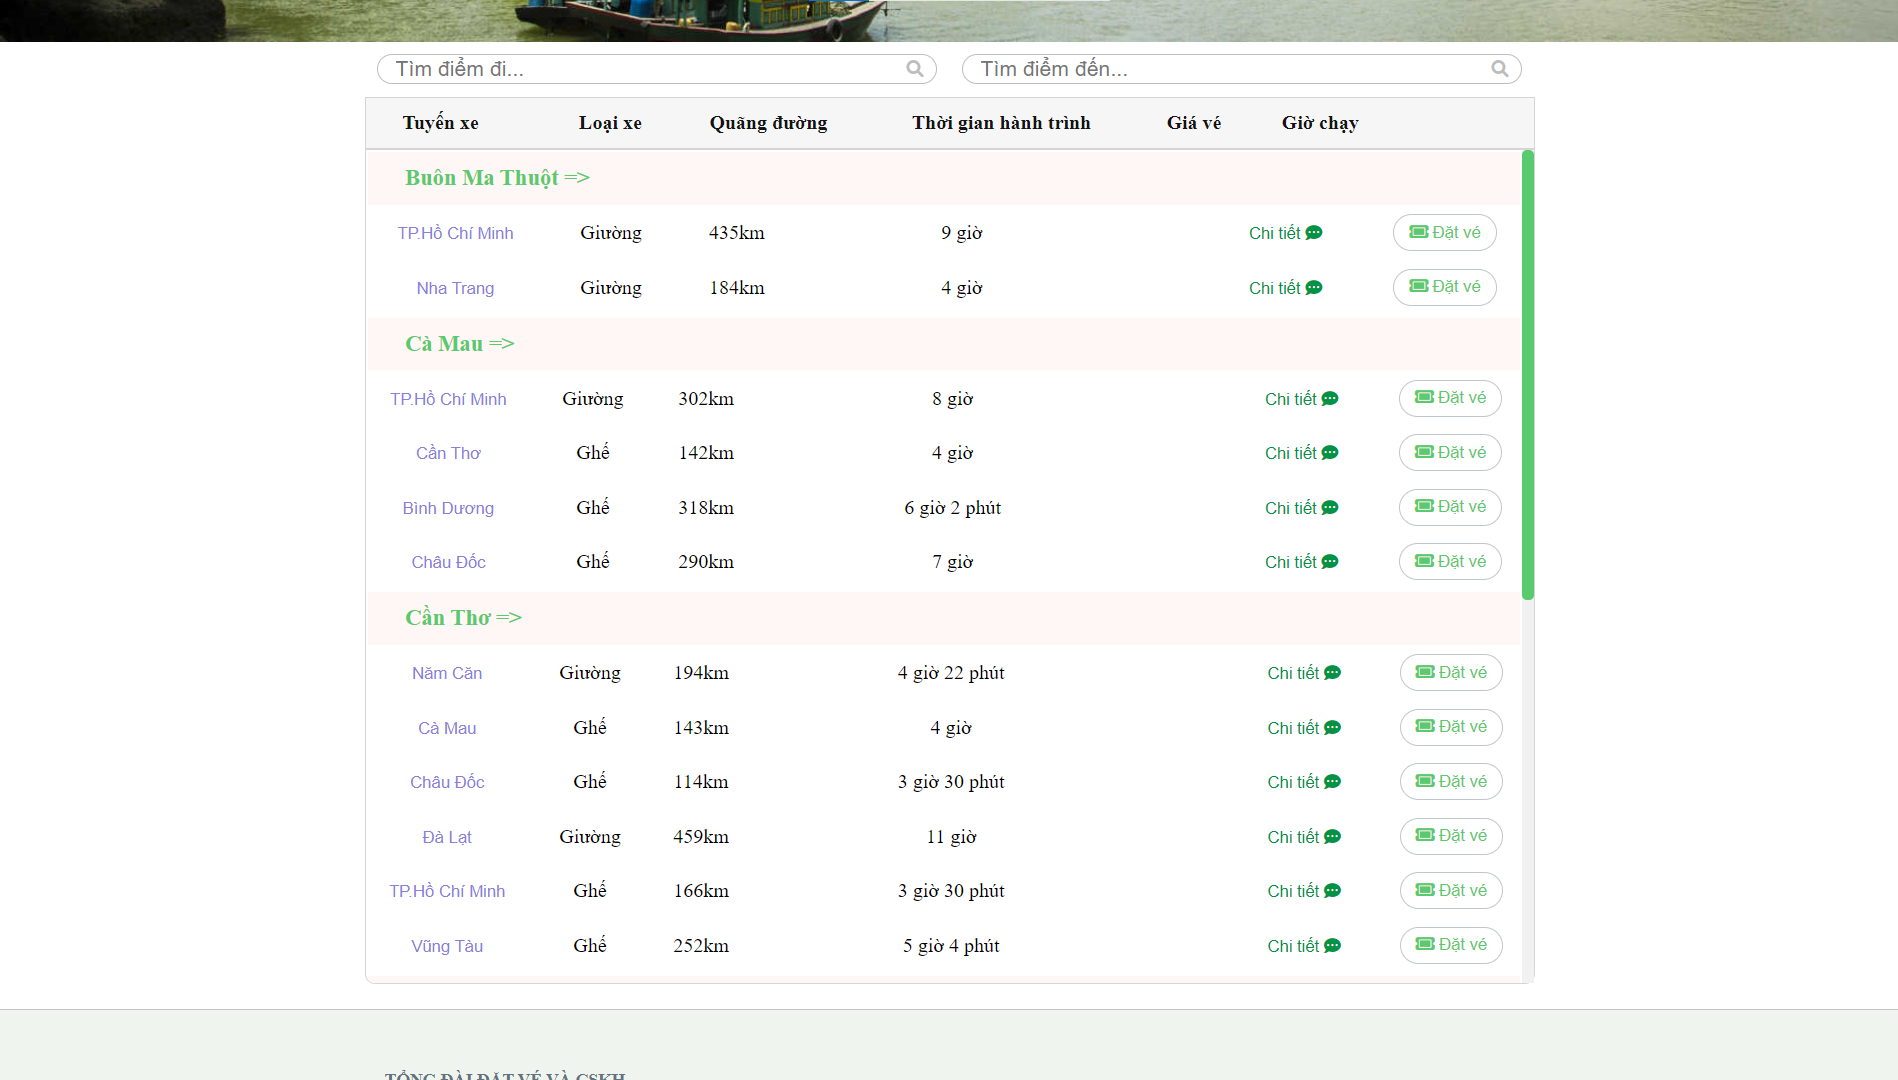 Tìm điểm đi...
Tìm điểm đến...
Tuyến xe Loại xe Quãng đường Thời gian hành trình Giá vé Giờ chạy
Buôn Ma Thuột =>
TP.Hồ Chí Minh Giường 435km 9 giờ Chi tiết Đặt vé
Nha Trang Giường 184km 4 giờ Chi tiết Đặt vé
Cà Mau =>
TP.Hồ Chí Minh Giường 302km 8 giờ Chi tiết Đặt vé
Cần Thơ Ghế 142km 4 giờ Chi tiết Đặt vé
Bình Dương Ghế 318km 6 giờ 2 phút Chi tiết Đặt vé
Châu Đốc Ghế 290km 7 giờ Chi tiết Đặt vé
Cần Thơ =>
Năm Căn Giường 194km 4 giờ 22 phút Chi tiết Đặt vé
Cà Mau Ghế 143km 4 giờ Chi tiết Đặt vé
Châu Đốc Ghế 114km 3 giờ 30 phút Chi tiết Đặt vé
Đà Lạt Giường 459km 11 giờ Chi tiết Đặt vé
TP.Hồ Chí Minh Ghế 166km 3 giờ 30 phút Chi tiết Đặt vé
Vũng Tàu Ghế 252km 5 giờ 4 phút Chi tiết Đặt vé
TỔNG ĐÀI ĐẶT VÉ VÀ CSKH